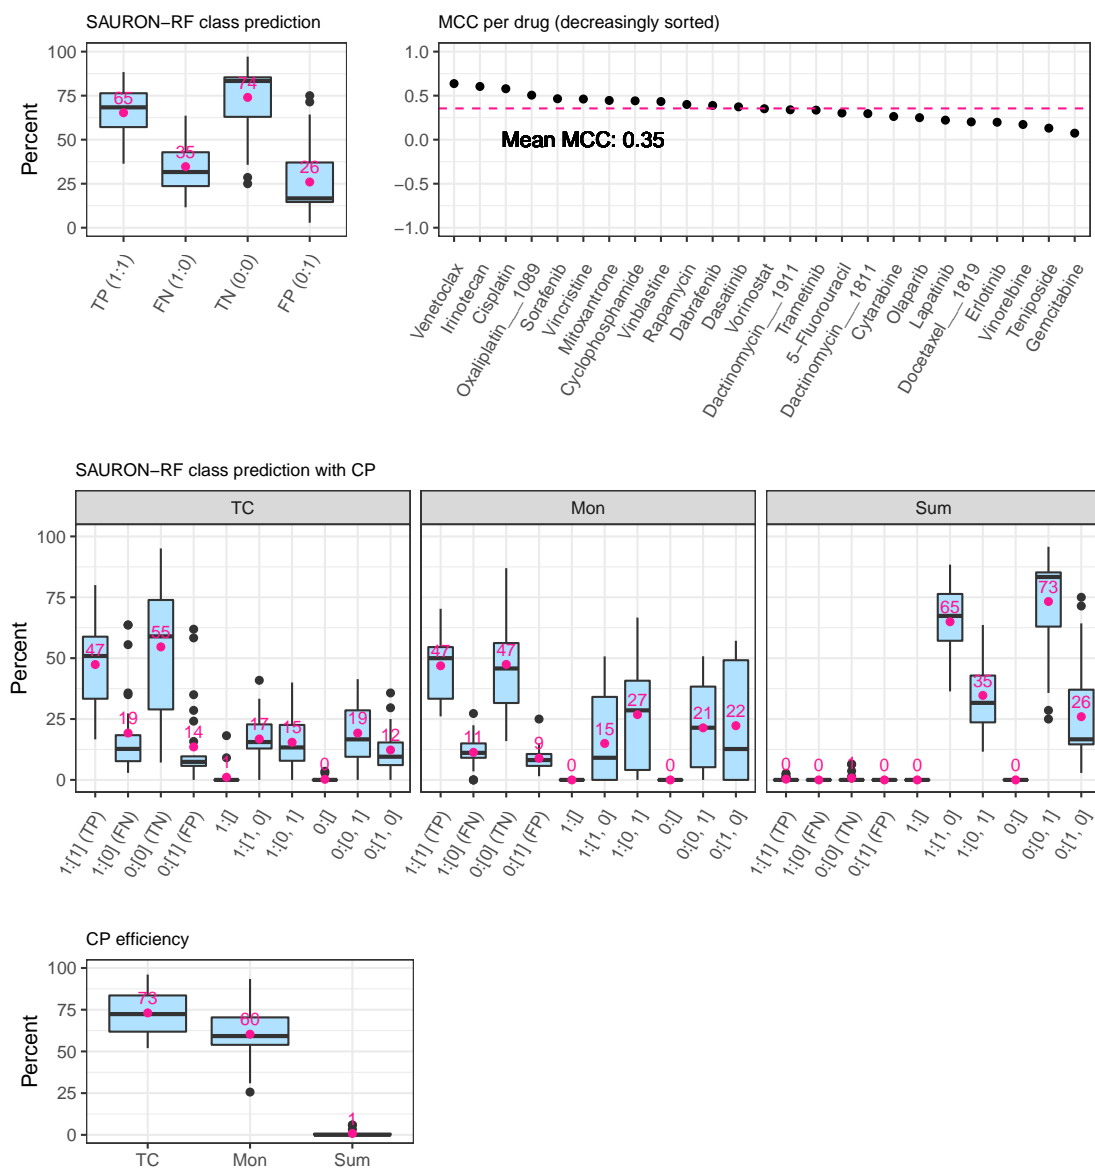 SAURON−RF class prediction
Percent
100
75
50
25
0
65
35
74
26
TP (1:1)
FN (1:0)
TN (0:0)
FP (0:1)
MCC per drug (decreasingly sorted)
1.0
0.5
0.0
−0.5
−1.0
Mean MCC: 0.35
Venetoclax
Irinotecan
Cisplatin
Oxaliplatin___1089
Sorafenib
Vincristine
Mitoxantrone
Cyclophosphamide
Vinblastine
Rapamycin
Dabrafenib
Dasatinib
Vorinostat
Dactinomycin___1911
Trametinib
5−Fluorouracil
Dactinomycin___1811
Cytarabine
Olaparib
Lapatinib
Docetaxel___1819
Erlotinib
Vinorelbine
Teniposide
Gemcitabine
SAURON−RF class prediction with CP
TC
Mon
Sum
Percent
100
75
50
25
0
47
19
55
14
1
17
15
0
19
12
47
11
47
9
0
15
27
0
21
22
0
0
1
0
0
65
35
0
73
26
1:[1] (TP)
1:[0] (FN)
0:[0] (TN)
0:[1] (FP)
1:[]
1:[1, 0]
1:[0, 1]
0:[]
0:[0, 1]
0:[1, 0]
1:[1] (TP)
1:[0] (FN)
0:[0] (TN)
0:[1] (FP)
1:[]
1:[1, 0]
1:[0, 1]
0:[]
0:[0, 1]
0:[1, 0]
1:[1] (TP)
1:[0] (FN)
0:[0] (TN)
0:[1] (FP)
1:[]
1:[1, 0]
1:[0, 1]
0:[]
0:[0, 1]
0:[1, 0]
CP efficiency
Percent
100
75
50
25
0
73
60
1
TC
Mon
Sum